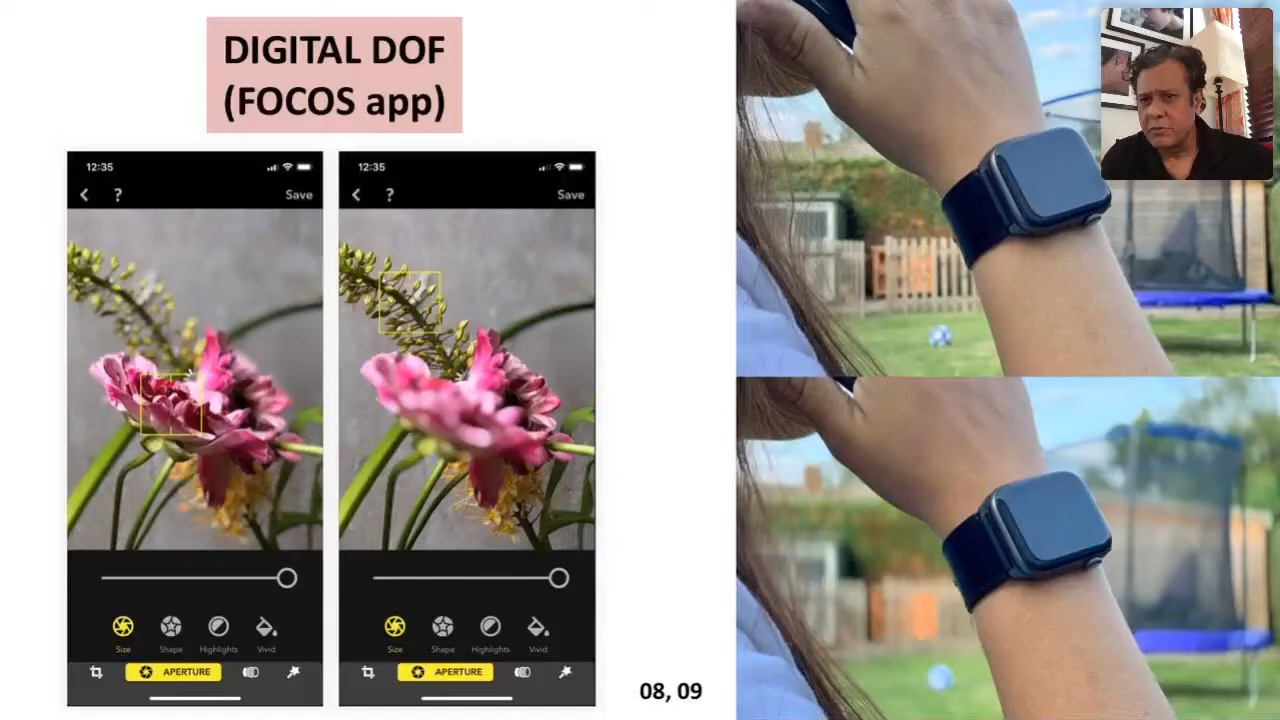 DIGITAL DOF
(FOCOS app)
12:35
?
Save
Size
Shape
Highlights
Vivid
APERTURE
12:35
?
Save
Size
Shape
Highlights
Vivid
APERTURE
08, 09